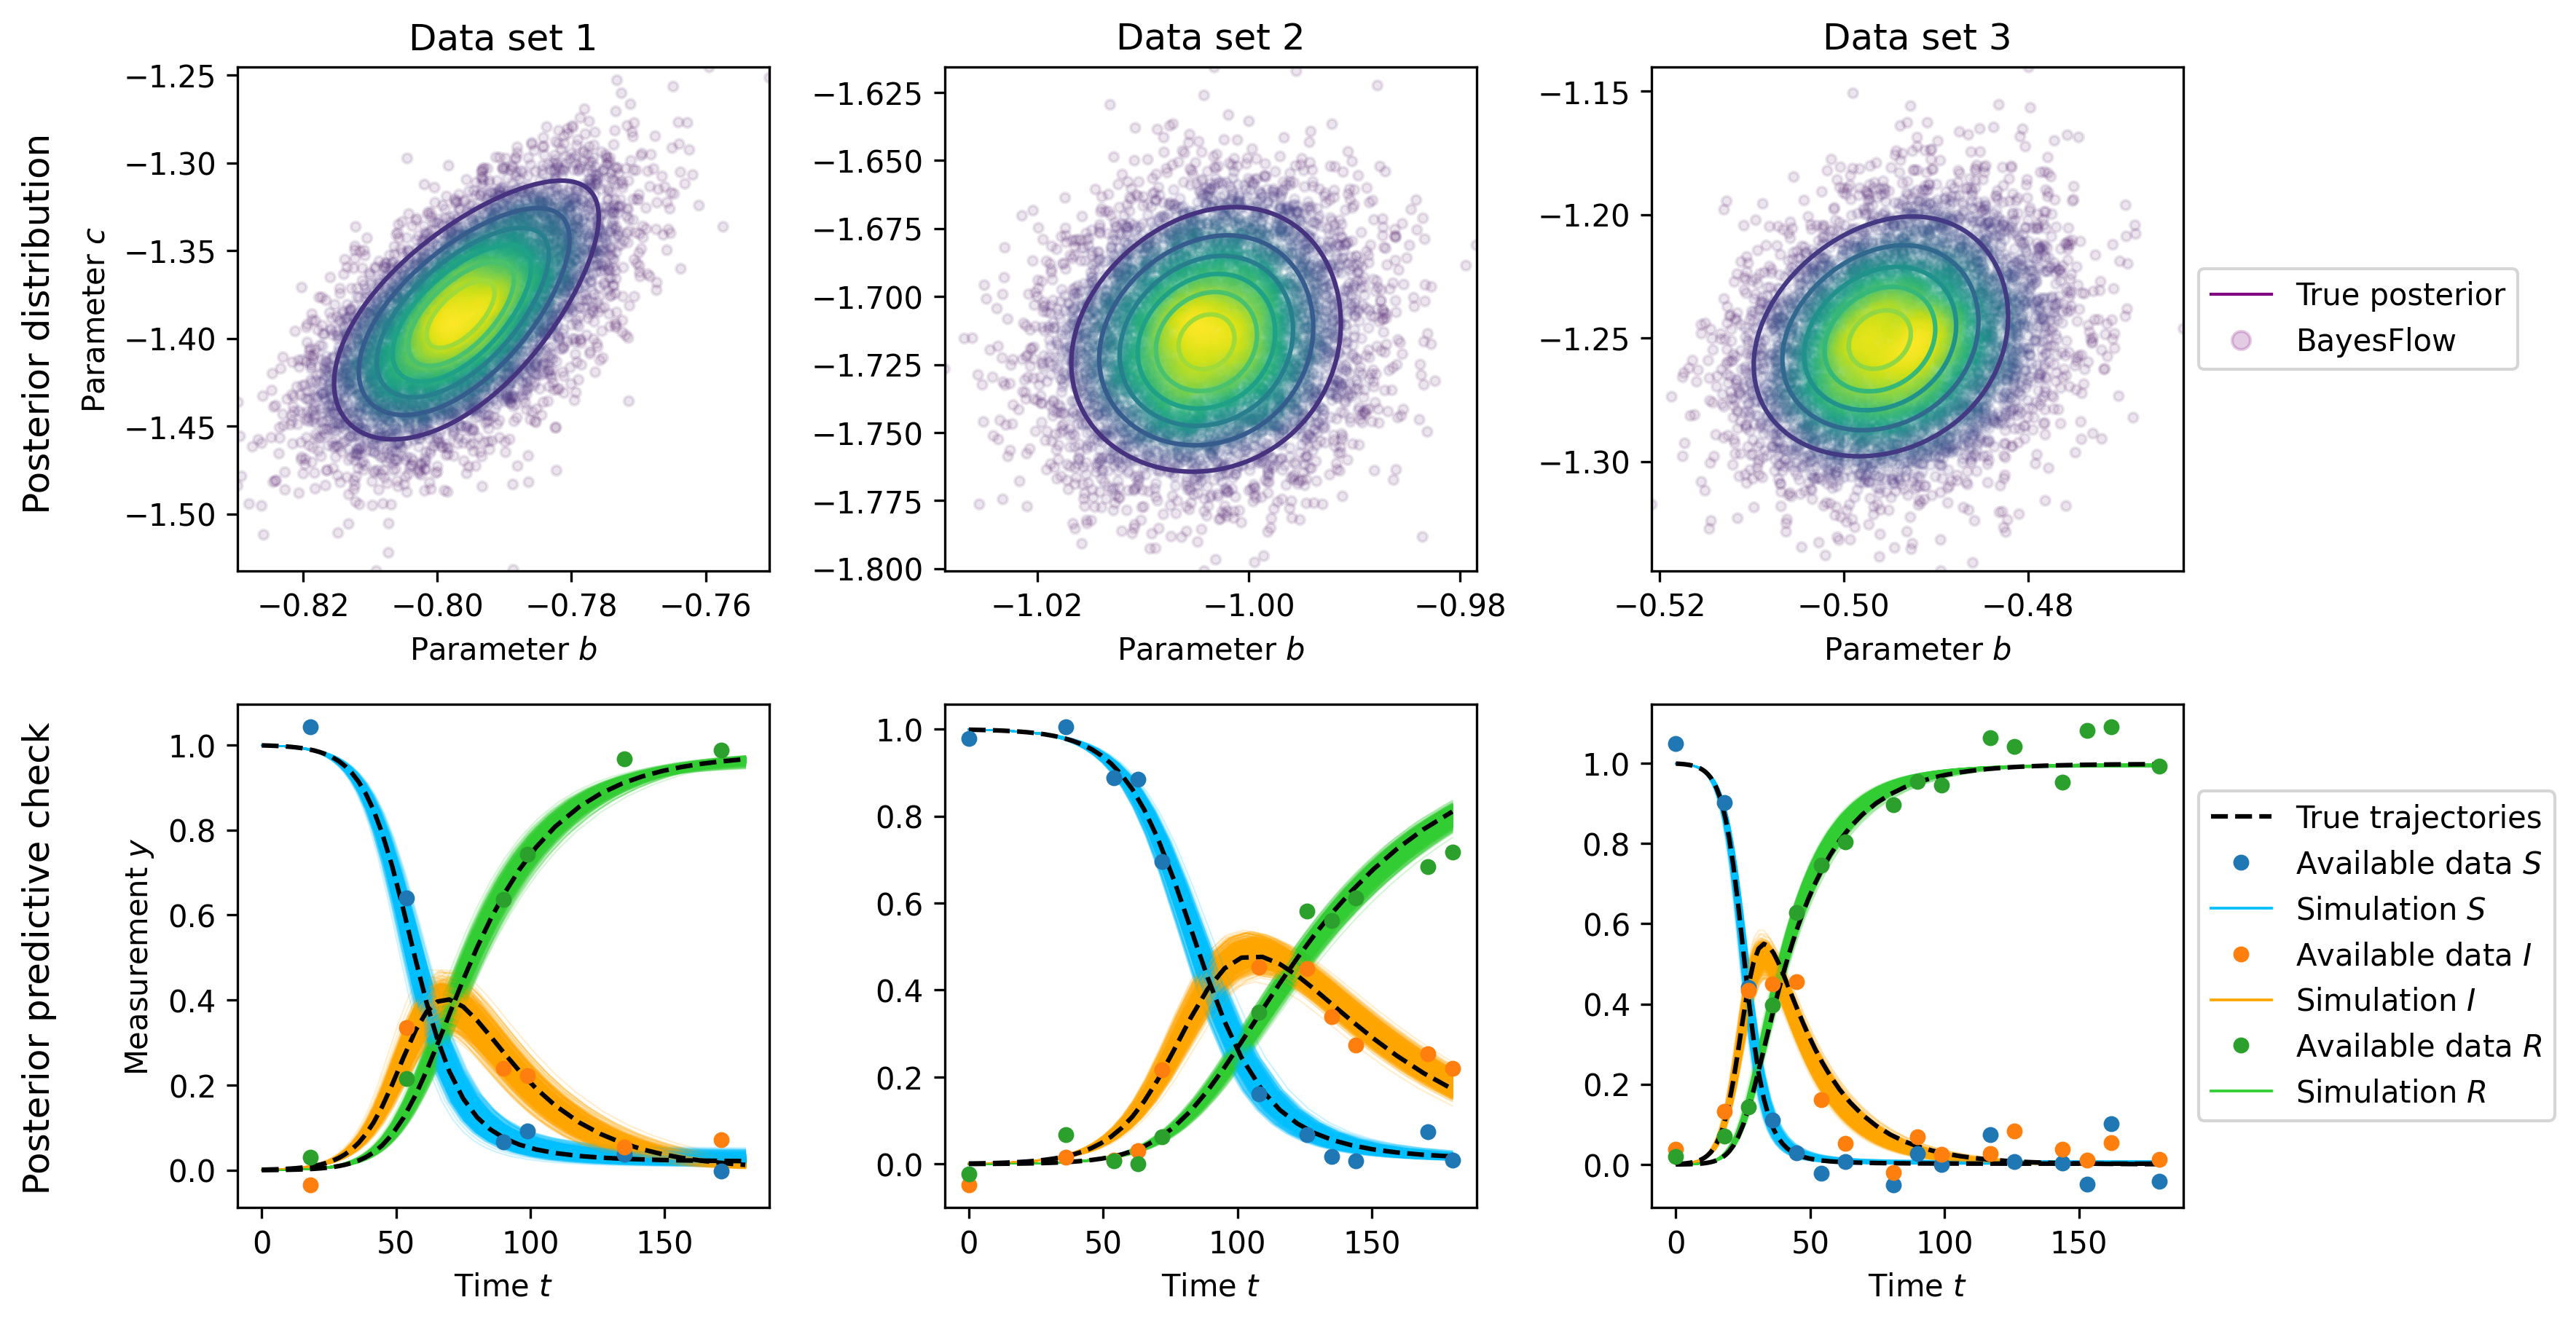 Data set 1
Data set 2
Data set 3
Posterior distribution
Parameter c
−1.25
−1.30
−1.35
−1.40
−1.45
−1.50
−0.82
−0.80
−0.78
−0.76
Parameter b
−1.625
−1.650
−1.675
−1.700
−1.725
−1.750
−1.775
−1.800
−1.02
−1.00
−0.98
Parameter b
−1.15
−1.20
−1.25
−1.30
−0.52
−0.50
−0.48
Parameter b
True posterior
BayesFlow
Posterior predictive check
Measurement y
1.0
0.8
0.6
0.4
0.2
0.0
0
50
100
150
Time t
1.0
0.8
0.6
0.4
0.2
0.0
0
50
100
150
Time t
1.0
0.8
0.6
0.4
0.2
0.0
0
50
100
150
Time t
True trajectories
Available data S
Simulation S
Available data I
Simulation I
Available data R
Simulation R